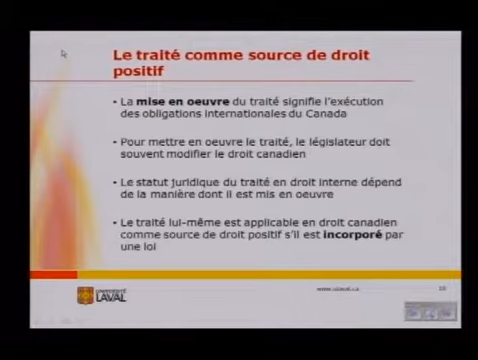 Le traité comme source de droit
positif
• La mise en oeuvre du traité signifie l'exécution
des obligations internationales du Canada
• Pour mettre en oeuvre le traité, le législateur doit
souvent modifier le droit canadien
• Le statut juridique du traité en droit interne dépend
de la manière dont il est mis en oeuvre
• Le traité lui-même est applicable en droit canadien
comme source de droit positif s'il est incorporé par
une loi
UNIVERSITÉ
LAVAL
www.ulaval.ca